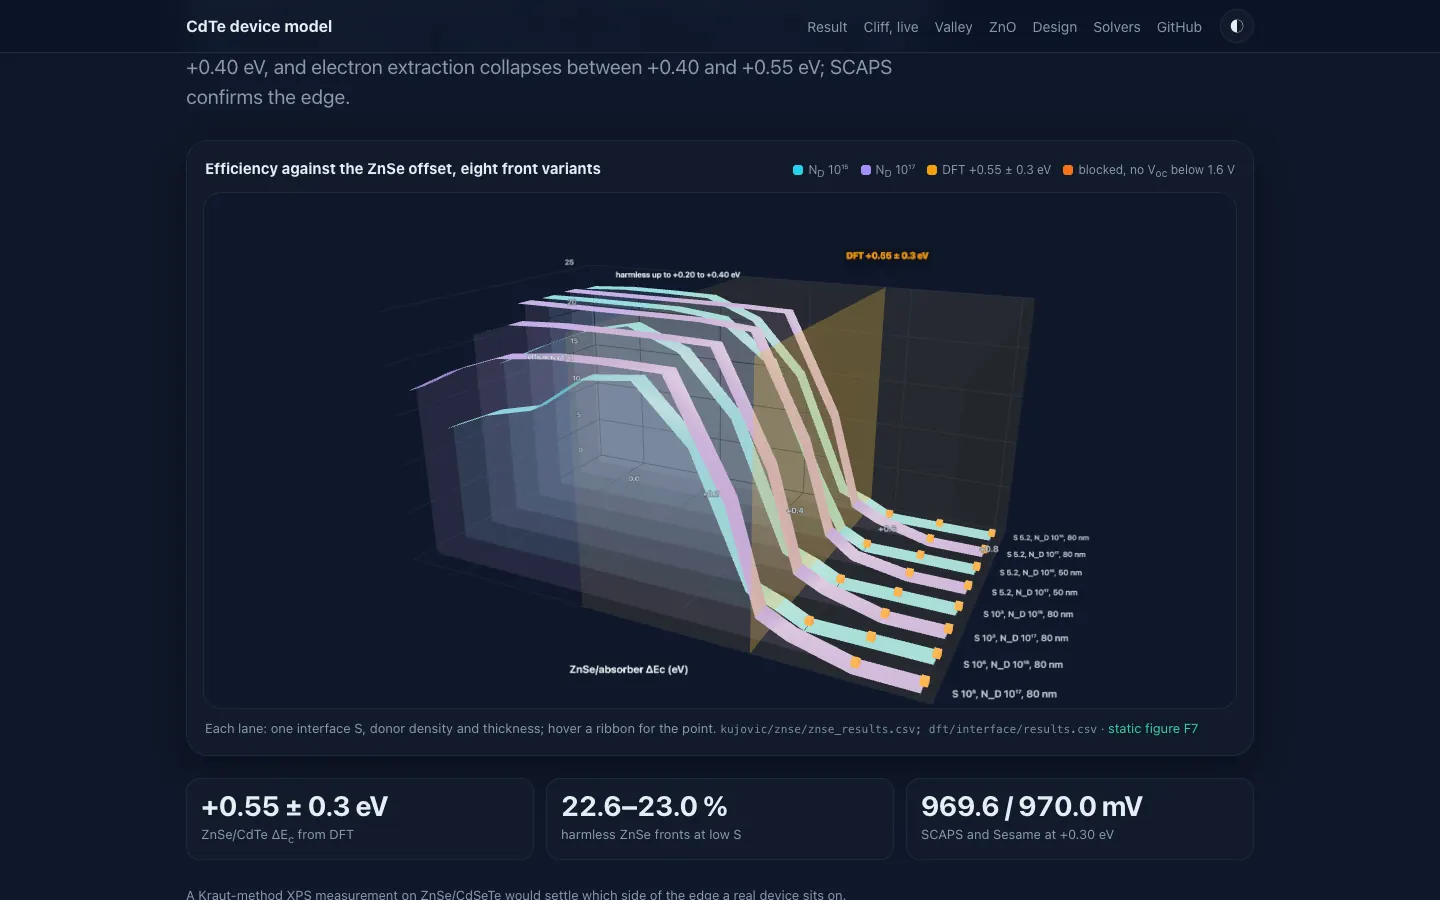 CdTe device model
Result Cliff, live Valley ZnO Design Solvers GitHub
+0.40 eV, and electron extraction collapses between +0.40 and +0.55 eV; SCAPS
confirms the edge.
Efficiency against the ZnSe offset, eight front variants
N_D 10¹⁵ N_D 10¹⁷ DFT +0.55 ± 0.3 eV blocked, no V_oc below 1.6 V
DFT +0.55 ± 0.3 eV
25
harmless up to +0.20 to +0.40 eV
20
15
10
5
0
0.0
+0.2
+0.4
+0.8
S 5.2, N_D 10¹⁵, 80 nm
S 5.2, N_D 10¹⁷, 80 nm
S 5.2, N_D 10¹⁵, 50 nm
S 5.2, N_D 10¹⁷, 50 nm
S 10³, N_D 10¹⁵, 80 nm
S 10³, N_D 10¹⁷, 80 nm
N_D 10¹⁵, 80 nm
N_D 10¹⁷, 80 nm
ZnSe/absorber ΔEc (eV)
Each lane: one interface S, donor density and thickness; hover a ribbon for the point. kujovic/znse/znse_results.csv; dft/interface/results.csv · static figure F7
+0.55 ± 0.3 eV
ZnSe/CdTe ΔE_c from DFT
22.6–23.0 %
harmless ZnSe fronts at low S
969.6 / 970.0 mV
SCAPS and Sesame at +0.30 eV
A Kraut-method XPS measurement on ZnSe/CdSeTe would settle which side of the edge a real device sits on.